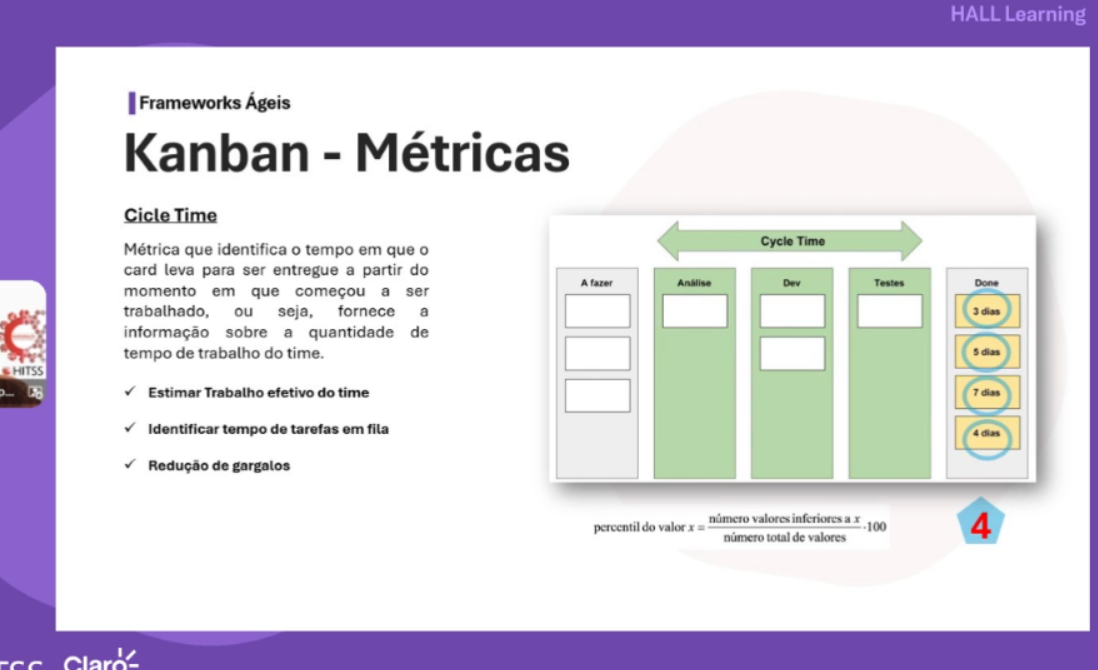 HALL Learning
Frameworks Ágeis
Kanban - Métricas
Cicle Time
Métrica que identifica o tempo em que o
card leva para ser entregue a partir do
momento em que começou a ser
trabalhado, ou seja, fornece a
informação sobre a quantidade de
tempo de trabalho do time.
✓ Estimar Trabalho efetivo do time
✓ Identificar tempo de tarefas em fila
✓ Redução de gargalos
Cycle Time
A fazer
Análise
Dev
Testes
Done
3 dias
5 dias
7 dias
4 dias
percentil do valor x = número valores inferiores a x / número total de valores · 100
4
HITSS
Claro